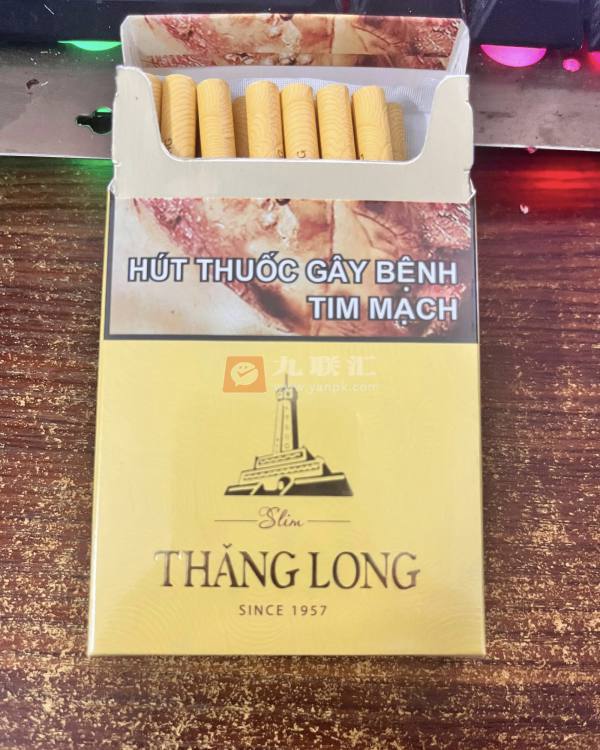 HÚT THUỐC GÂY BỆNH
TIM MẠCH
九联汇
www.yanpk.com
Slim
THĂNG LONG
SINCE 1957